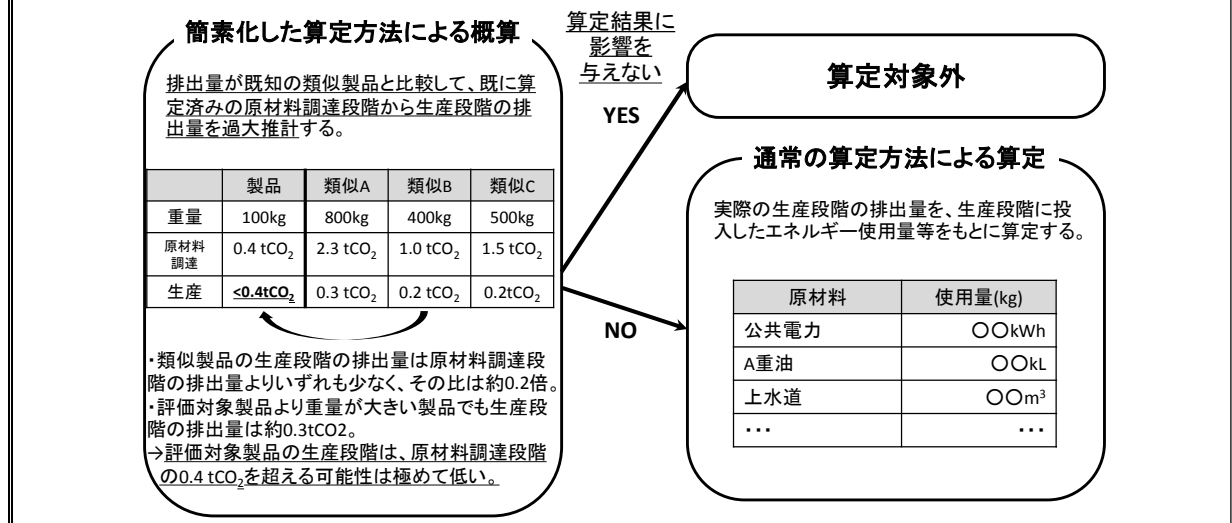 簡素化した算定方法による概算
排出量が既知の類似製品と比較して、既に算
定済みの原材料調達段階から生産段階の排
出量を過大推計する。
製品 類似A 類似B 類似C
重量 100kg 800kg 400kg 500kg
原材料
調達 0.4 tCO₂ 2.3 tCO₂ 1.0 tCO₂ 1.5 tCO₂
生産 <0.4tCO₂ 0.3 tCO₂ 0.2 tCO₂ 0.2tCO₂
・類似製品の生産段階の排出量は原材料調達段
階の排出量よりいずれも少なく、その比は約0.2倍。
・評価対象製品より重量が大きい製品でも生産段
階の排出量は約0.3tCO2。
→評価対象製品の生産段階は、原材料調達段階
の0.4 tCO₂を超える可能性は極めて低い。
算定結果に
影響を
与えない
YES
NO
算定対象外
通常の算定方法による算定
実際の生産段階の排出量を、生産段階に投
入したエネルギー使用量等をもとに算定する。
原材料 使用量(kg)
公共電力 〇〇kWh
A重油 〇〇kL
上水道 〇〇m³
・・・ ・・・